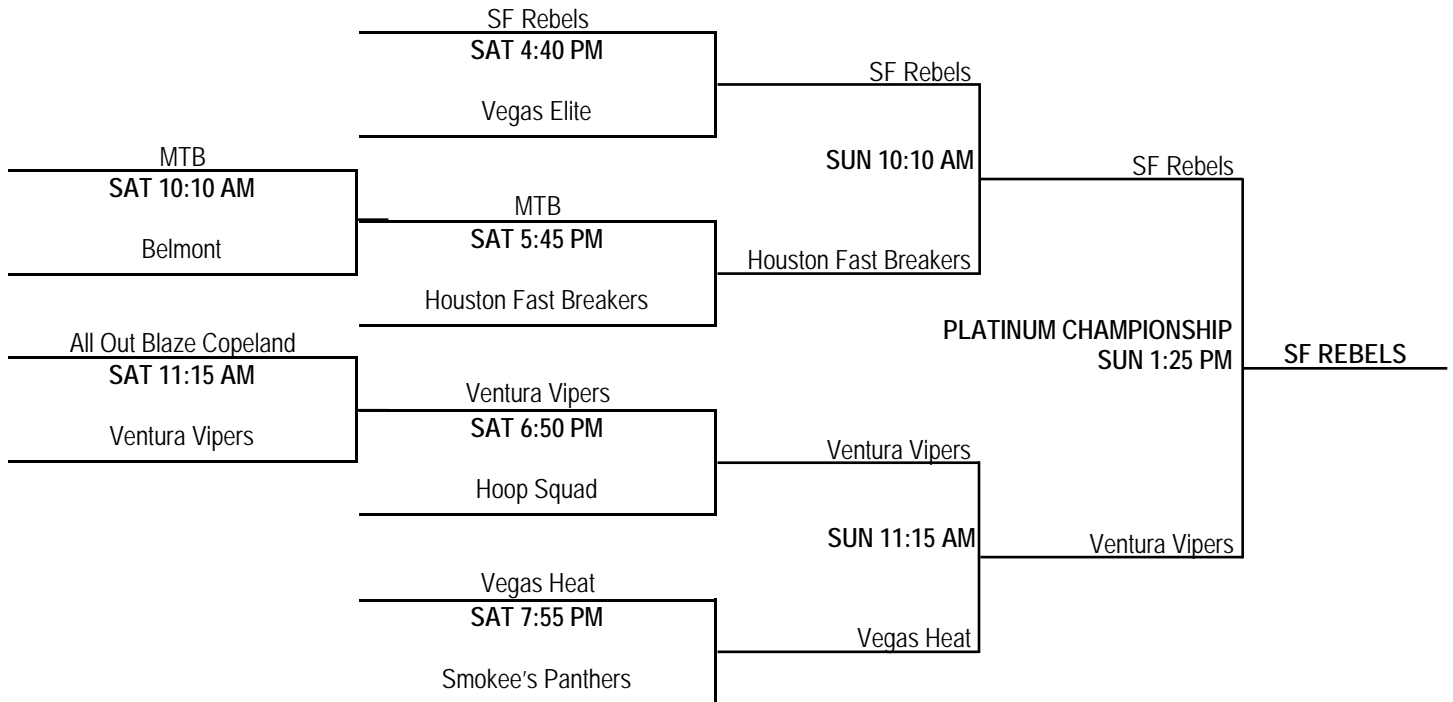 SF Rebels
SAT 4:40 PM
Vegas Elite
SF Rebels
MTB
SAT 10:10 AM
Belmont
MTB
SAT 5:45 PM
Houston Fast Breakers
SUN 10:10 AM
Houston Fast Breakers
SF Rebels
All Out Blaze Copeland
SAT 11:15 AM
Ventura Vipers
Ventura Vipers
SAT 6:50 PM
Hoop Squad
Ventura Vipers
PLATINUM CHAMPIONSHIP
SUN 1:25 PM
SF REBELS
SUN 11:15 AM
Ventura Vipers
Vegas Heat
SAT 7:55 PM
Smokee's Panthers
Vegas Heat